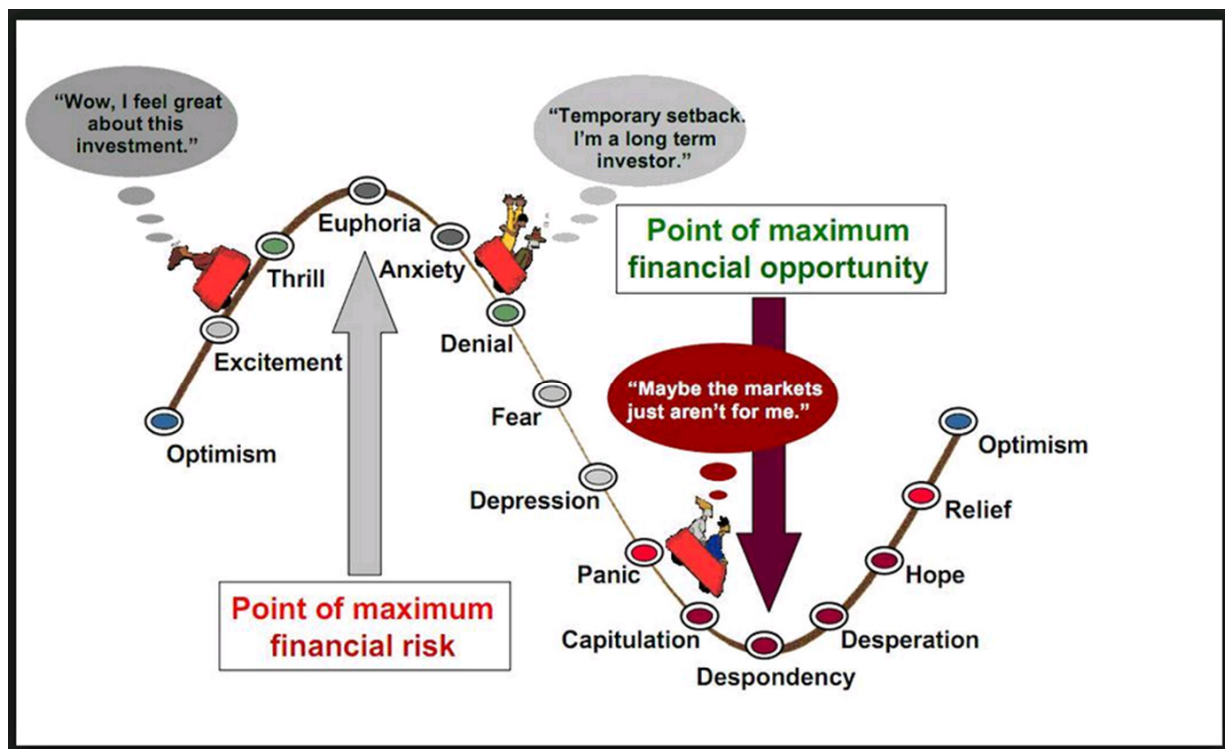 “Wow, I feel great
about this
investment.”
“Temporary setback.
I’m a long term
investor.”
Euphoria
Thrill
Anxiety
Point of maximum
financial opportunity
Excitement
Denial
“Maybe the markets
just aren’t for me.”
Fear
Optimism
Optimism
Depression
Relief
Panic
Hope
Point of maximum
financial risk
Capitulation
Desperation
Despondency